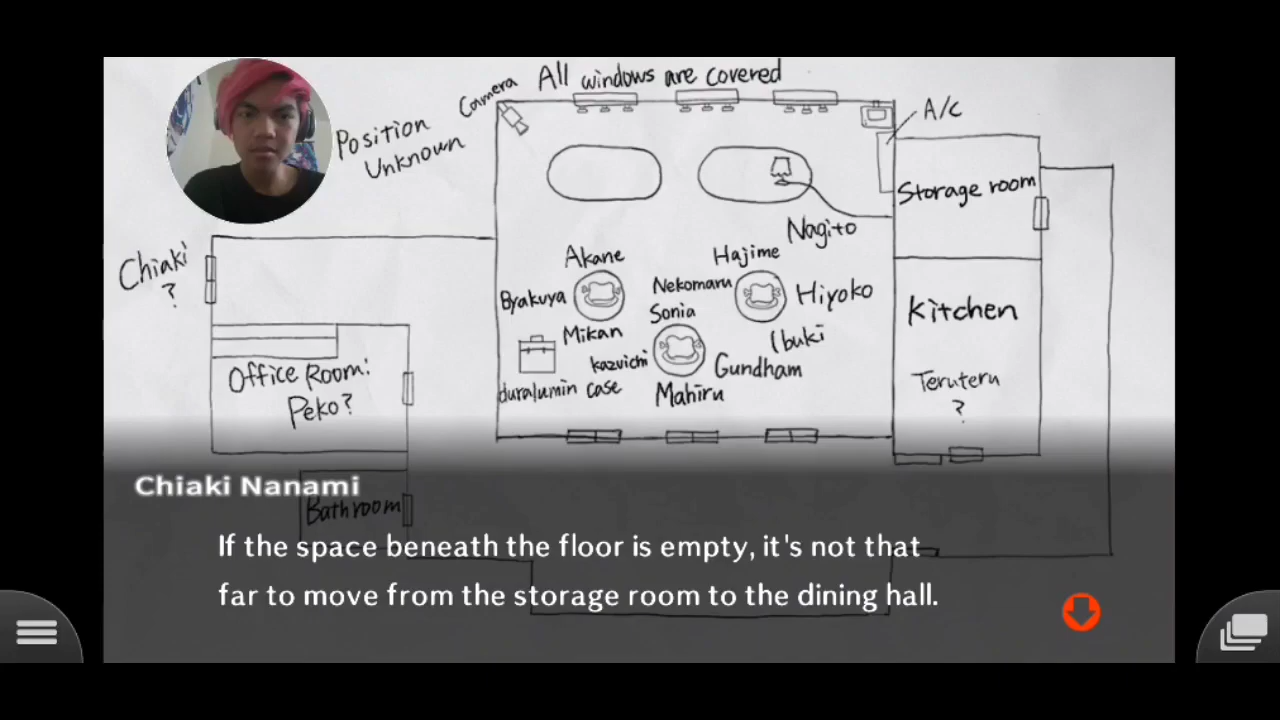 Camera
All windows are covered
A/C
Position
Unknown
Storage room
Chiaki
?
Nagito
Akane
Hajime
Byakuya
Nekomaru
Hiyoko
Sonia
Kitchen
Mikan
Ibuki
kazuichi
Gundham
Office Room:
Peko?
duralumin case
Mahiru
Teruteru
?
Chiaki Nanami
Bathroom
If the space beneath the floor is empty, it's not that
far to move from the storage room to the dining hall.